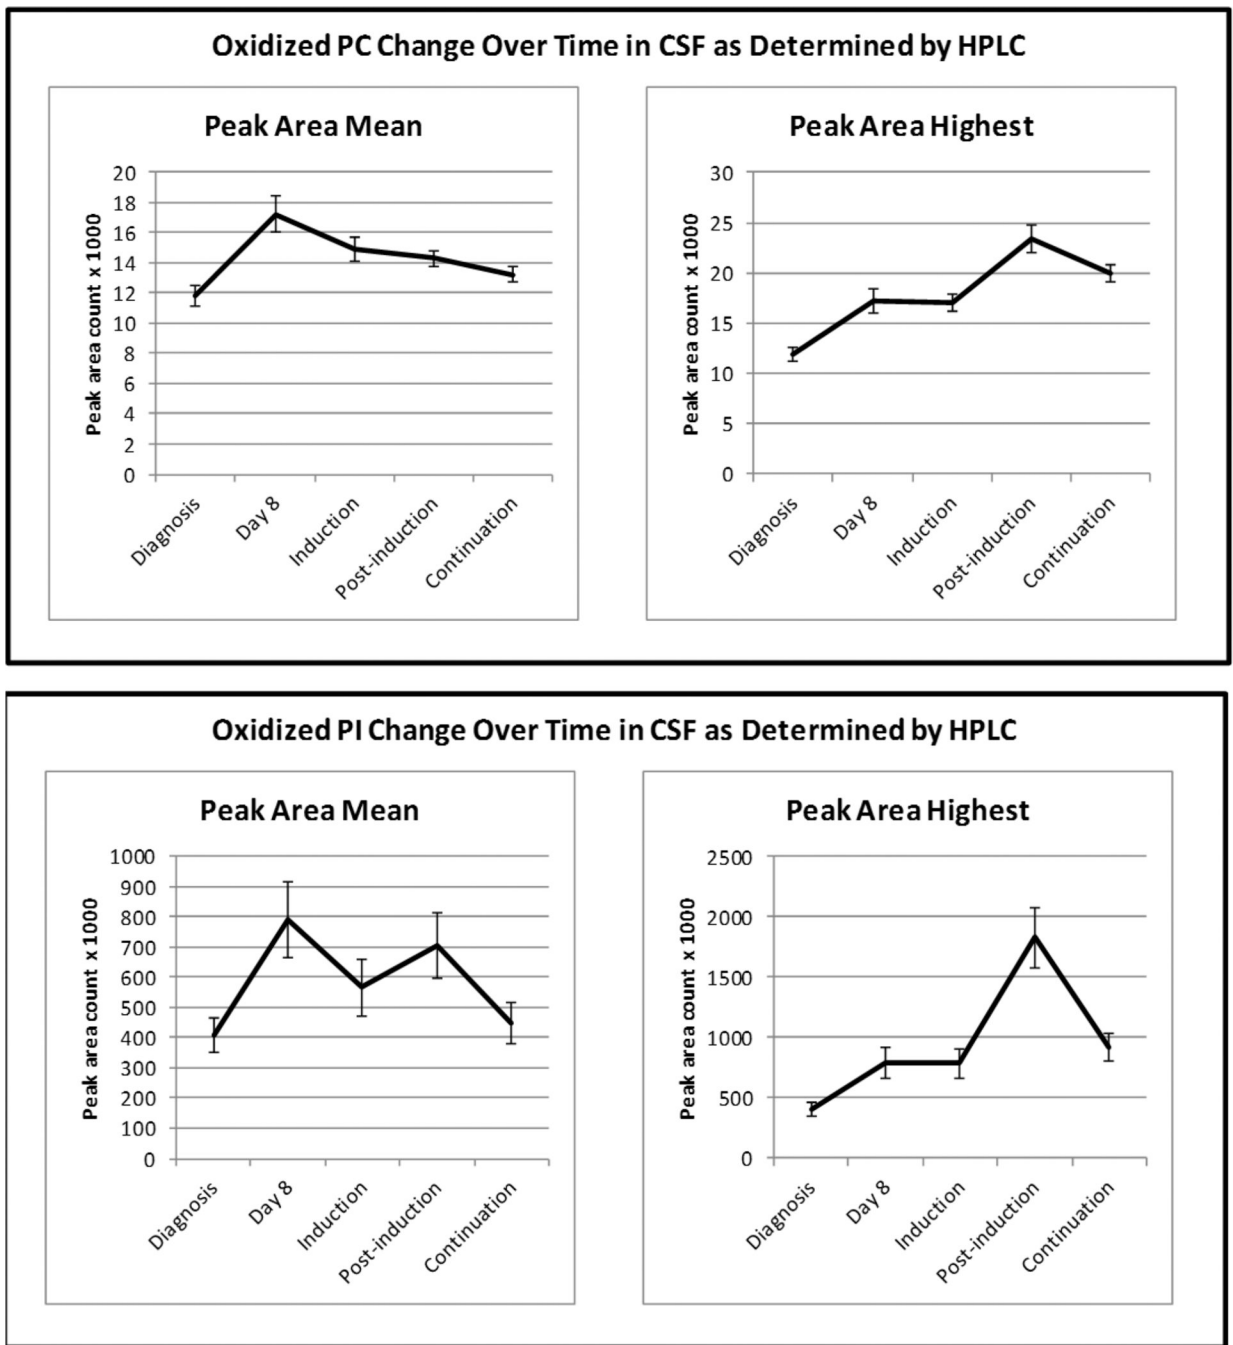 Oxidized PC Change Over Time in CSF as Determined by HPLC
Peak Area Mean
Peak area count x 1000
20
18
16
14
12
10
8
6
4
2
0
Diagnosis
Day 8
Induction
Post-induction
Continuation
Peak Area Highest
Peak area count x 1000
30
25
20
15
10
5
0
Diagnosis
Day 8
Induction
Post-induction
Continuation
Oxidized PI Change Over Time in CSF as Determined by HPLC
Peak Area Mean
Peak area count x 1000
1000
900
800
700
600
500
400
300
200
100
0
Diagnosis
Day 8
Induction
Post-induction
Continuation
Peak Area Highest
Peak area count x 1000
2500
2000
1500
1000
500
0
Diagnosis
Day 8
Induction
Post-induction
Continuation